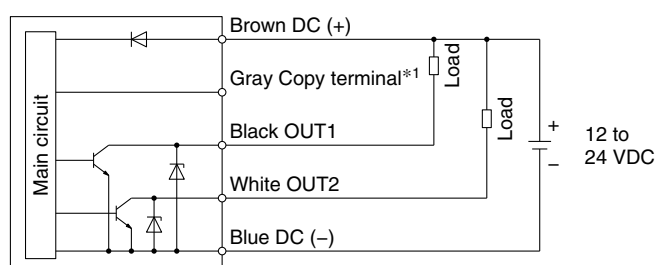 Brown DC (+)
Gray Copy terminal*1
Black OUT1
White OUT2
Blue DC (−)
Main circuit
Load
Load
+
−
12 to
24 VDC